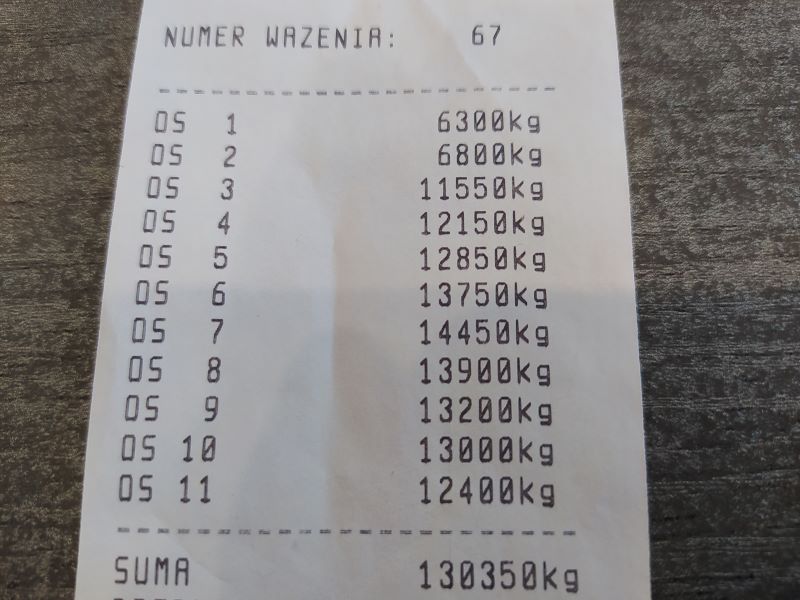 NUMER WAZENIA: 67
OS 1 6300kg
OS 2 6800kg
OS 3 11550kg
OS 4 12150kg
OS 5 12850kg
OS 6 13750kg
OS 7 14450kg
OS 8 13900kg
OS 9 13200kg
OS 10 13000kg
OS 11 12400kg
SUMA 130350kg